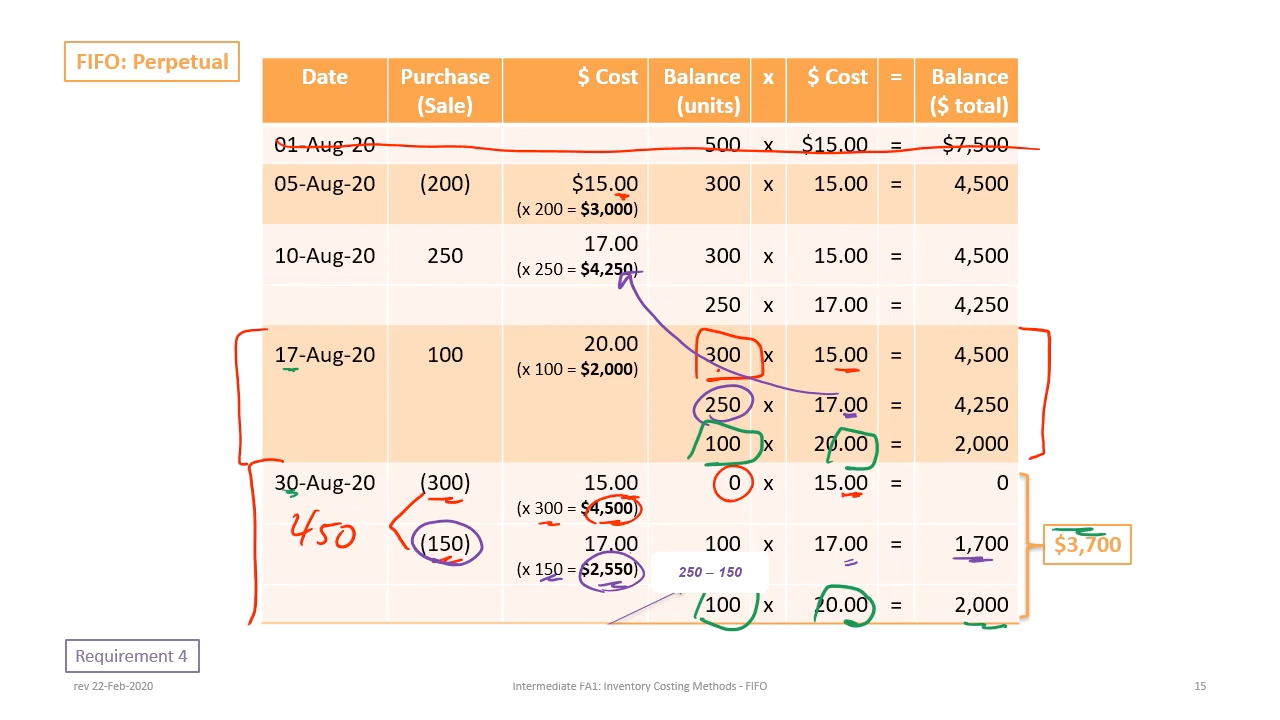 FIFO: Perpetual
Date Purchase (Sale) $ Cost Balance (units) x $ Cost = Balance ($ total)
01-Aug-20 500 x $15.00 = $7,500
05-Aug-20 (200) $15.00 300 x 15.00 = 4,500
(x 200 = $3,000)
10-Aug-20 250 17.00 300 x 15.00 = 4,500
(x 250 = $4,250)
250 x 17.00 = 4,250
17-Aug-20 100 20.00 300 x 15.00 = 4,500
(x 100 = $2,000)
250 x 17.00 = 4,250
100 x 20.00 = 2,000
30-Aug-20 (300) 15.00 0 x 15.00 = 0
(x 300 = $4,500)
450
(150) 17.00 100 x 17.00 = 1,700
(x 150 = $2,550)
250 – 150
100 x 20.00 = 2,000
$3,700
Requirement 4
rev 22-Feb-2020 Intermediate FA1: Inventory Costing Methods - FIFO 15